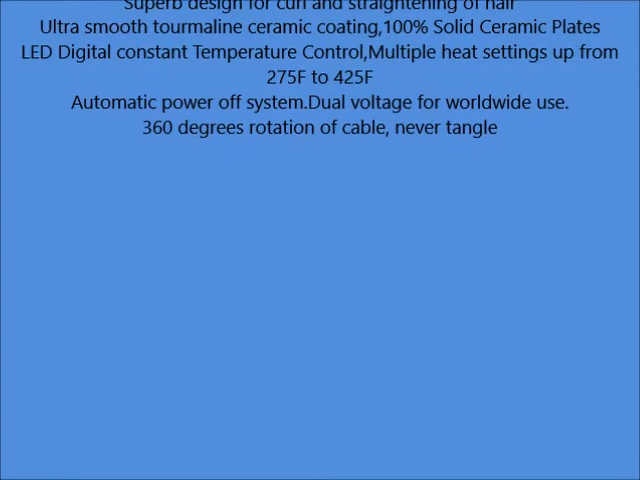 Superb design for curl and straightening of hair
Ultra smooth tourmaline ceramic coating,100% Solid Ceramic Plates
LED Digital constant Temperature Control,Multiple heat settings up from
275F to 425F
Automatic power off system.Dual voltage for worldwide use.
360 degrees rotation of cable, never tangle